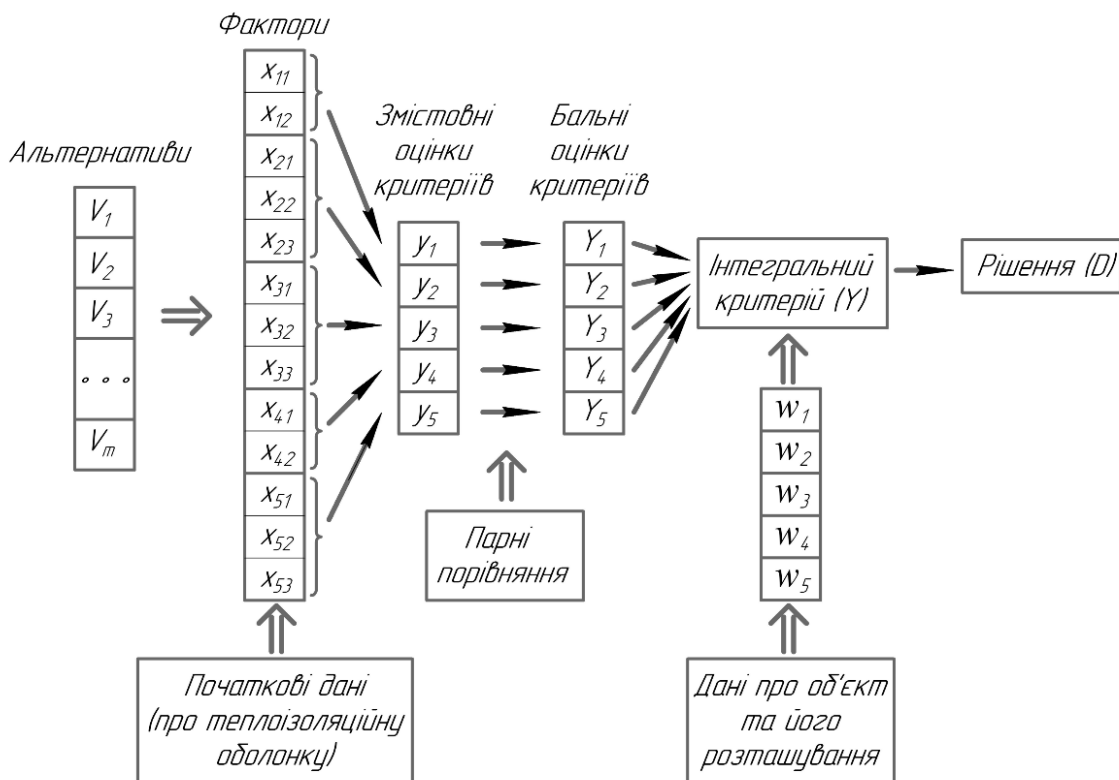 Фактори
x11
x12
x21
x22
x23
x31
x32
x33
x41
x42
x51
x52
x53
Альтернативи
V1
V2
V3
∘ ∘ ∘
Vm
Змістовні
оцінки
критеріїв
y1
y2
y3
y4
y5
Бальні
оцінки
критеріїв
Y1
Y2
Y3
Y4
Y5
Інтегральний
критерій (Y)
Рішення (D)
Парні
порівняння
w1
w2
w3
w4
w5
Початкові дані
(про теплоізоляційну
оболонку)
Дані про об'єкт
та його
розташування